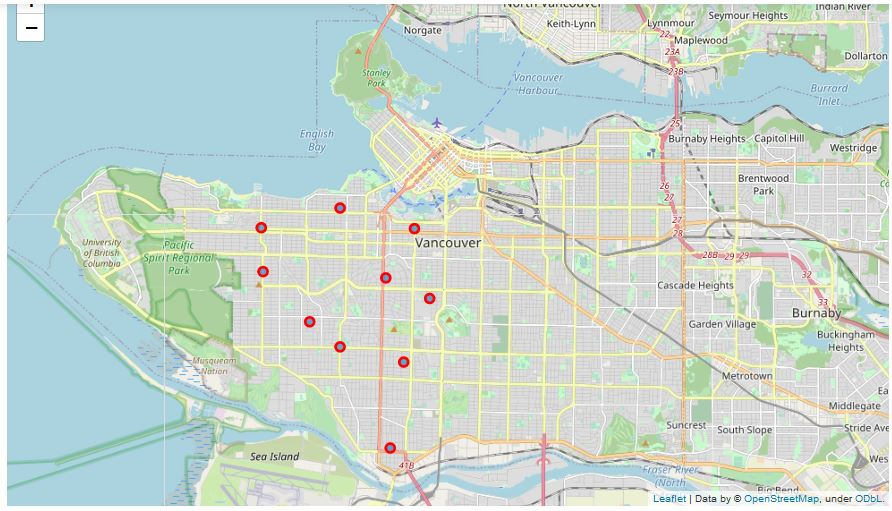 +
−
North Vancouver
Indian River
Keith-Lynn
Lynnmour
Seymour Heights
Norgate
22
Maplewood
23A
Dollarton
Stanley
Park
23B
Vancouver
Harbour
Burrard
Inlet
English
Bay
25
Burnaby Heights
Capitol Hill
Westridge
Brentwood
Park
26
27
27
28
University
of British
Columbia
Pacific
Spirit Regional
Park
Vancouver
28B
29
29
32
33
Cascade Heights
Burnaby
Garden Village
Buckingham
Heights
Musqueam
Nation
Metrotown
Ea
Middlegate
Suncrest
South Slope
Stride Ave
Sea Island
41B
Wes
Fraser River
(North
Big Bend
Leaflet | Data by © OpenStreetMap, under ODbL.